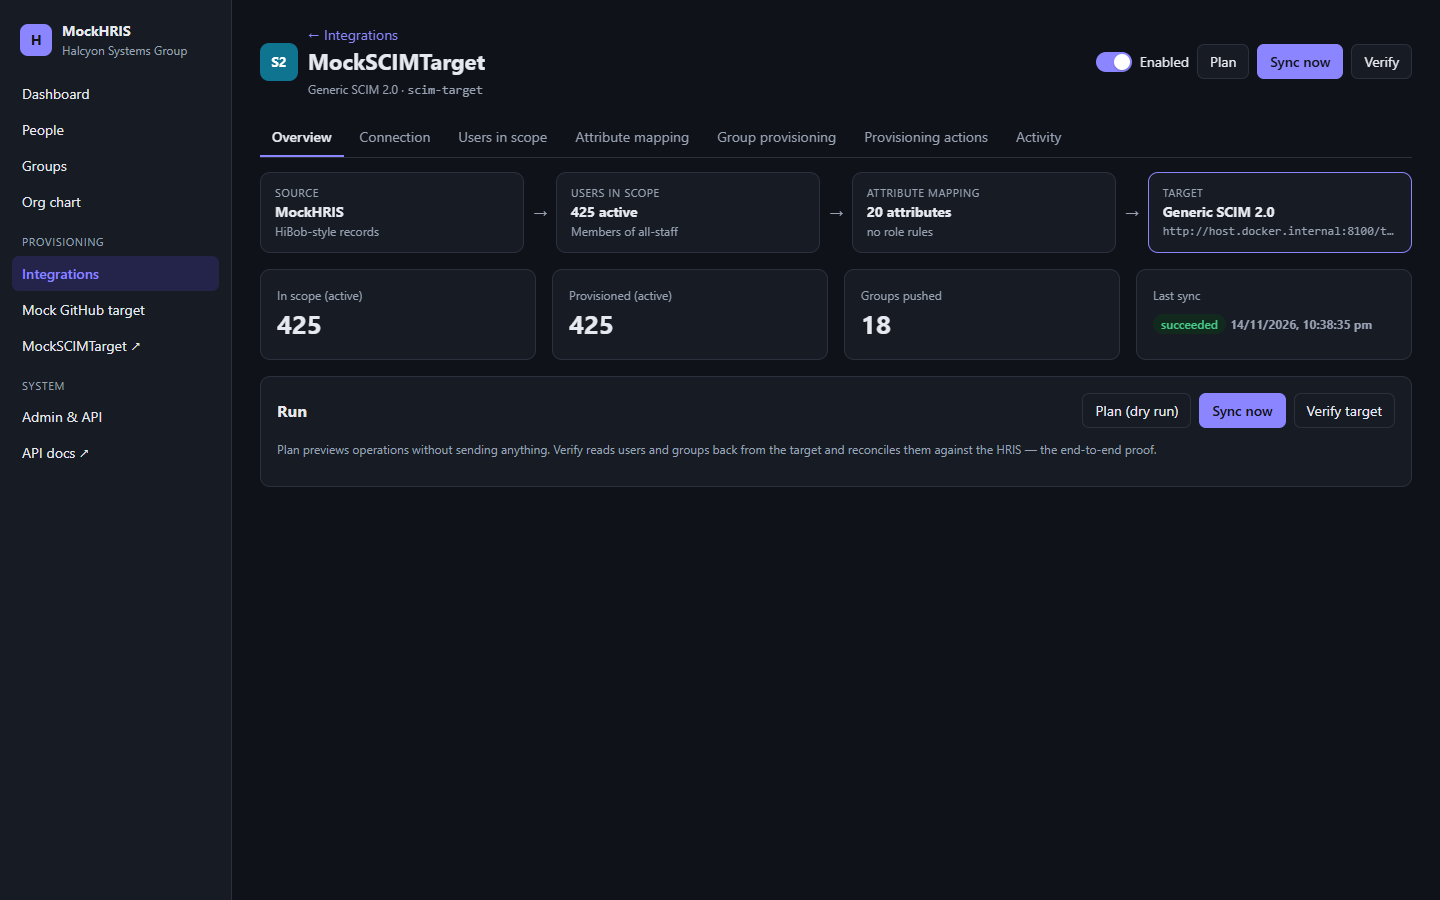 H
MockHRIS
Halcyon Systems Group
Dashboard
People
Groups
Org chart
PROVISIONING
Integrations
Mock GitHub target
MockSCIMTarget ↗
SYSTEM
Admin & API
API docs ↗
← Integrations
S2
MockSCIMTarget
Generic SCIM 2.0 · scim-target
Enabled
Plan
Sync now
Verify
Overview
Connection
Users in scope
Attribute mapping
Group provisioning
Provisioning actions
Activity
SOURCE
MockHRIS
HiBob-style records
→
USERS IN SCOPE
425 active
Members of all-staff
→
ATTRIBUTE MAPPING
20 attributes
no role rules
→
TARGET
Generic SCIM 2.0
http://host.docker.internal:8100/t…
In scope (active)
425
Provisioned (active)
425
Groups pushed
18
Last sync
succeeded 14/11/2026, 10:38:35 pm
Run
Plan (dry run)
Sync now
Verify target
Plan previews operations without sending anything. Verify reads users and groups back from the target and reconciles them against the HRIS — the end-to-end proof.